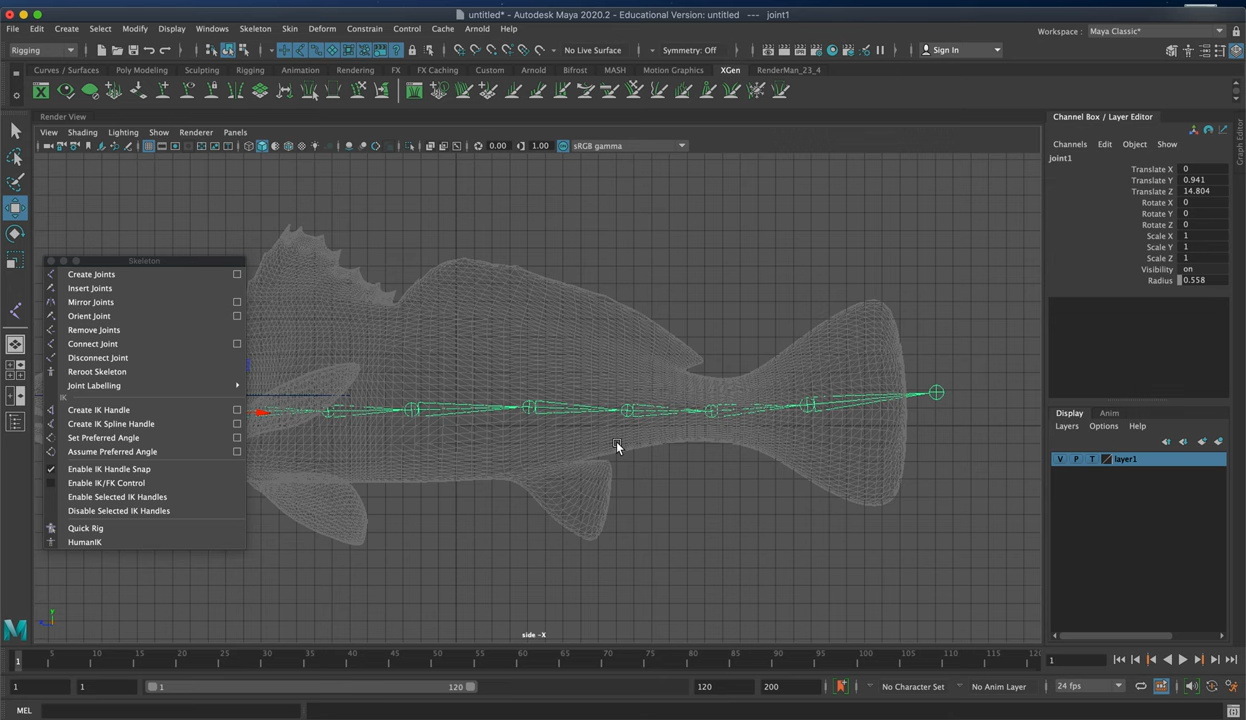 untitled* - Autodesk Maya 2020.2 - Educational Version: untitled --- joint1
File Edit Create Select Modify Display Windows Skeleton Skin Deform Constrain Control Cache Arnold Help
Workspace: Maya Classic*
Rigging No Live Surface Symmetry: Off Sign In
Curves / Surfaces Poly Modeling Sculpting Rigging Animation Rendering FX FX Caching Custom Arnold Bifrost MASH Motion Graphics XGen RenderMan_23_4
Render View
View Shading Lighting Show Renderer Panels
0.00 1.00 sRGB gamma
Skeleton
Create Joints
Insert Joints
Mirror Joints
Orient Joint
Remove Joints
Connect Joint
Disconnect Joint
Reroot Skeleton
Joint Labelling
IK
Create IK Handle
Create IK Spline Handle
Set Preferred Angle
Assume Preferred Angle
Enable IK Handle Snap
Enable IK/FK Control
Enable Selected IK Handles
Disable Selected IK Handles
Quick Rig
HumanIK
y
side -X
Channel Box / Layer Editor
Channels Edit Object Show
joint1
Translate X 0
Translate Y 0.941
Translate Z 14.804
Rotate X 0
Rotate Y 0
Rotate Z 0
Scale X 1
Scale Y 1
Scale Z 1
Visibility on
Radius 0.558
Display Anim
Layers Options Help
V P T layer1
Graph Editor
1 5 10 15 20 25 30 35 40 45 50 55 60 65 70 75 80 85 90 95 100 105 110 115 12 1
1 1 1 120 120 200 No Character Set No Anim Layer 24 fps
MEL